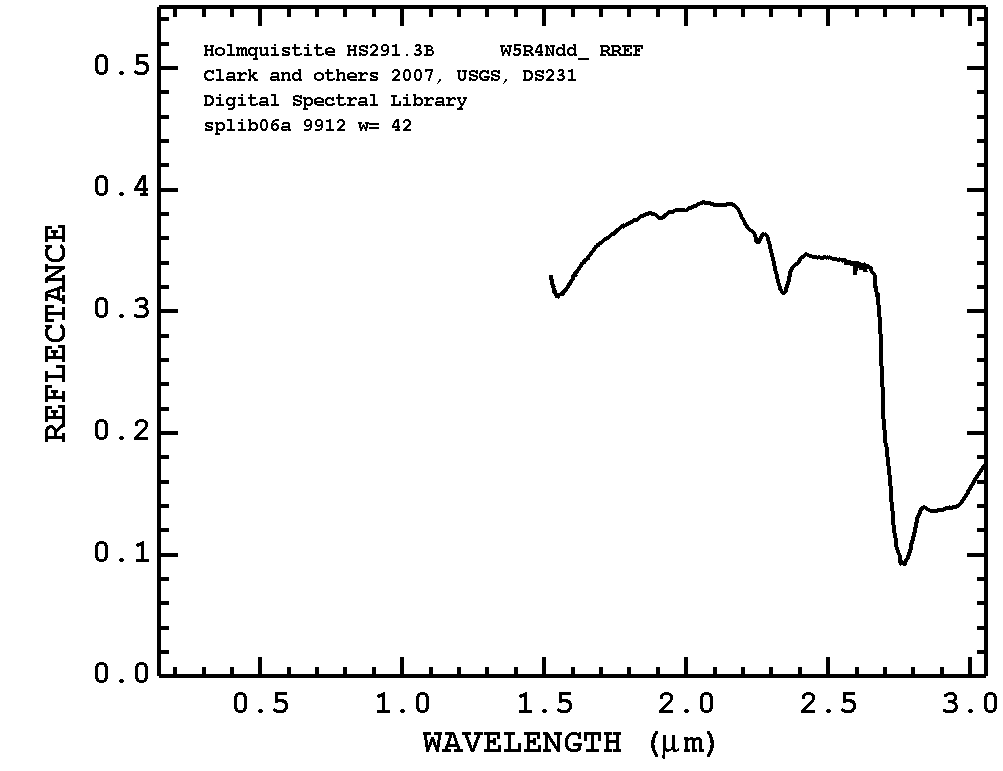 Holmquistite HS291.3B W5R4Ndd_ RREF
Clark and others 2007, USGS, DS231
Digital Spectral Library
splib06a 9912 w= 42
REFLECTANCE
0.5
0.4
0.3
0.2
0.1
0.0
0.5 1.0 1.5 2.0 2.5 3.0
WAVELENGTH (μm)